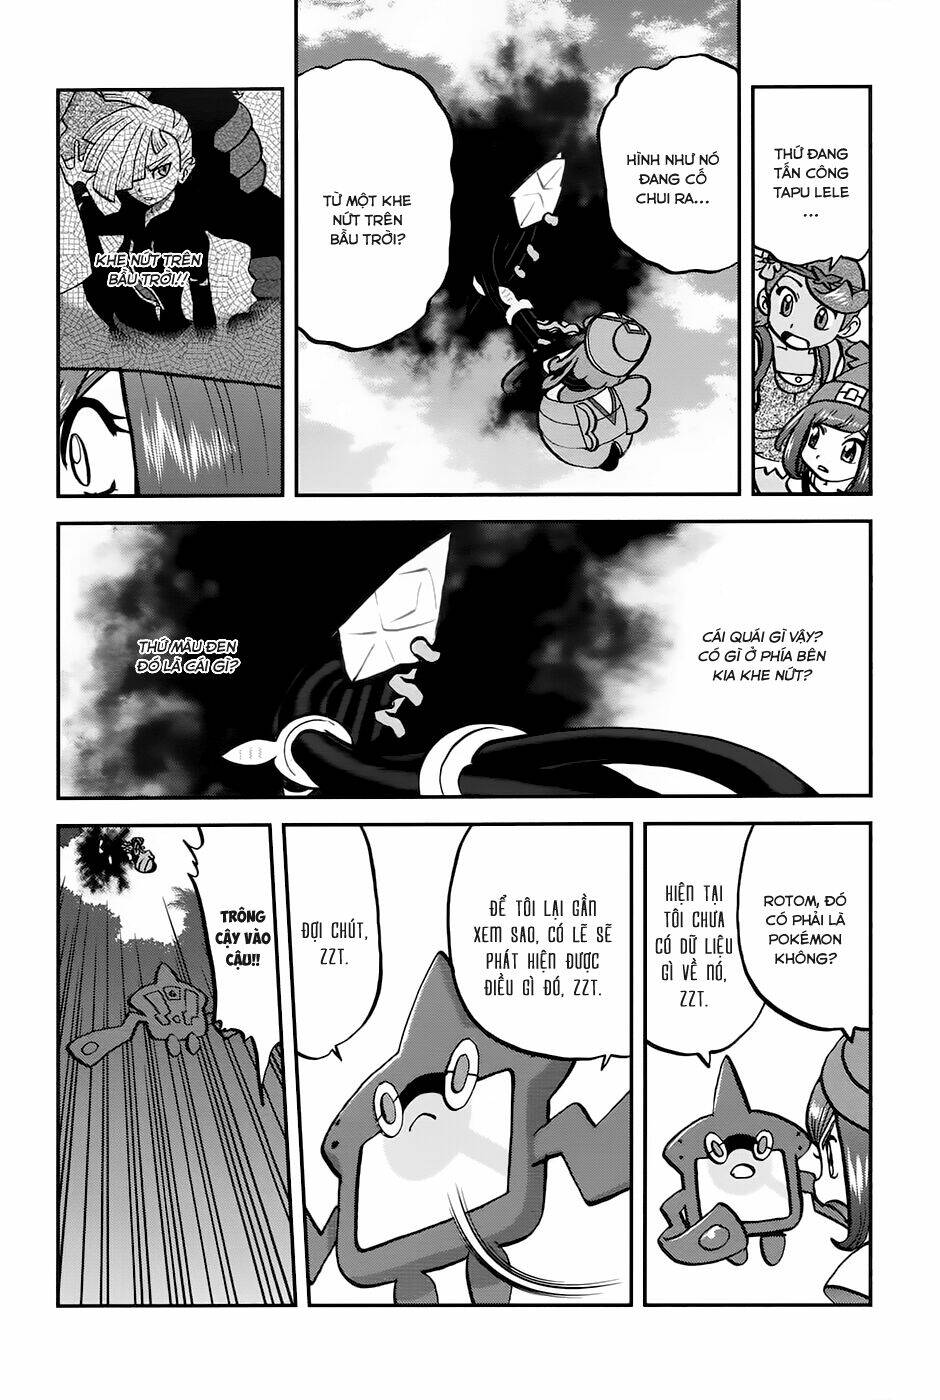 THỨ ĐANG
TẤN CÔNG
TAPU LELE
...
HÌNH NHƯ NÓ
ĐANG CỐ
CHUI RA...
TỪ MỘT KHE
NỨT TRÊN
BẦU TRỜI?
KHE NỨT TRÊN
BẦU TRỜI!!
CÁI QUÁI GÌ VẬY?
CÓ GÌ Ở PHÍA BÊN
KIA KHE NỨT?
THỨ MÀU ĐEN
ĐÓ LÀ CÁI GÌ?
ROTOM, ĐÓ
CÓ PHẢI LÀ
POKÉMON
KHÔNG?
HIỆN TẠI
TÔI CHƯA
CÓ DỮ LIỆU
GÌ VỀ NÓ,
ZZT.
ĐỂ TÔI LẠI GẦN
XEM SAO, CÓ LẼ SẼ
PHÁT HIỆN ĐƯỢC
ĐIỀU GÌ ĐÓ, ZZT.
ĐỢI CHÚT,
ZZT.
TRÔNG
CẬY VÀO
CẬU!!